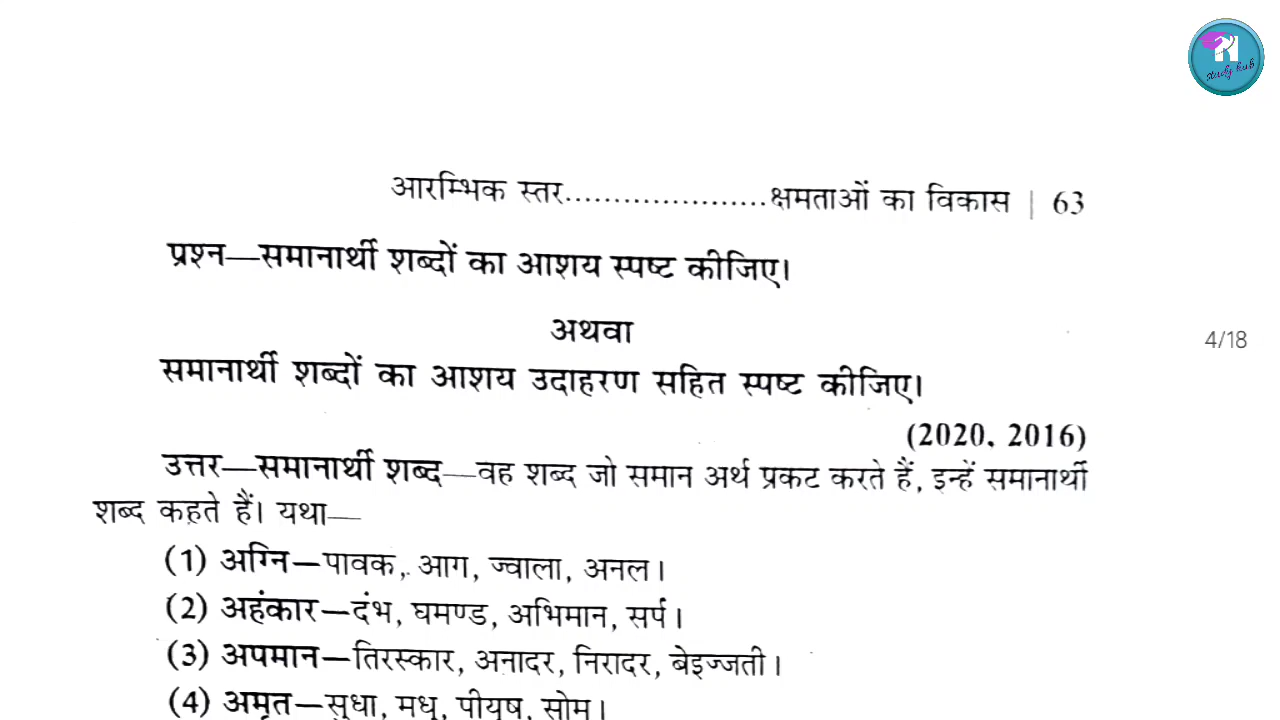 N
study hub
आरम्भिक स्तर.....................क्षमताओं का विकास | 63
प्रश्न—समानार्थी शब्दों का आशय स्पष्ट कीजिए।
अथवा
4/18
समानार्थी शब्दों का आशय उदाहरण सहित स्पष्ट कीजिए।
(2020, 2016)
उत्तर—समानार्थी शब्द—वह शब्द जो समान अर्थ प्रकट करते हैं, इन्हें समानार्थी
शब्द कहते हैं। यथा—
(1) अग्नि—पावक, आग, ज्वाला, अनल।
(2) अहंकार—दंभ, घमण्ड, अभिमान, सर्प।
(3) अपमान—तिरस्कार, अनादर, निरादर, बेइज्जती।
(4) अमृत—सुधा, मधु, पीयूष, सोम।